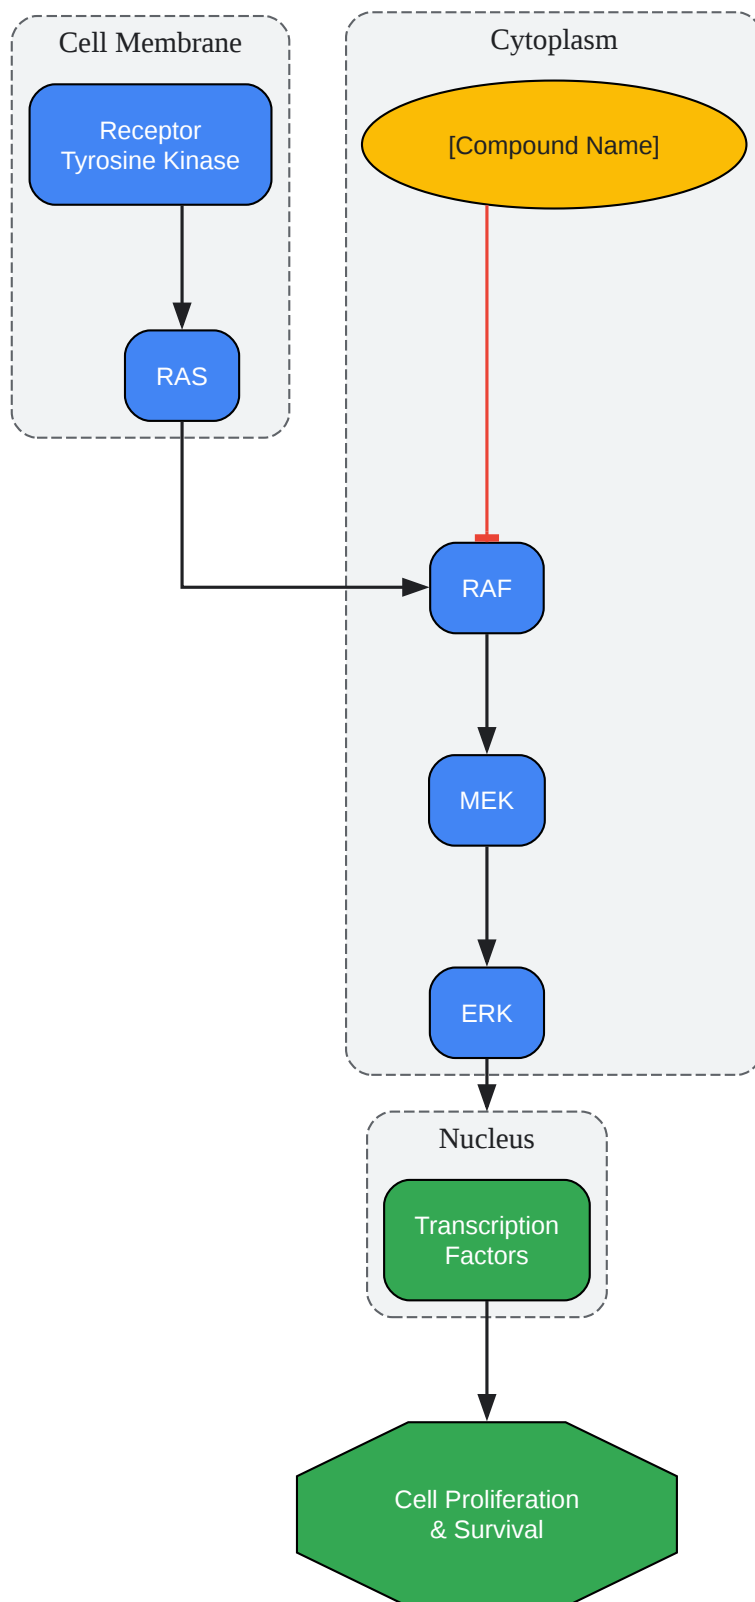 Cell Membrane
Receptor
Tyrosine Kinase
RAS
Cytoplasm
[Compound Name]
RAF
MEK
ERK
Nucleus
Transcription
Factors
Cell Proliferation
& Survival